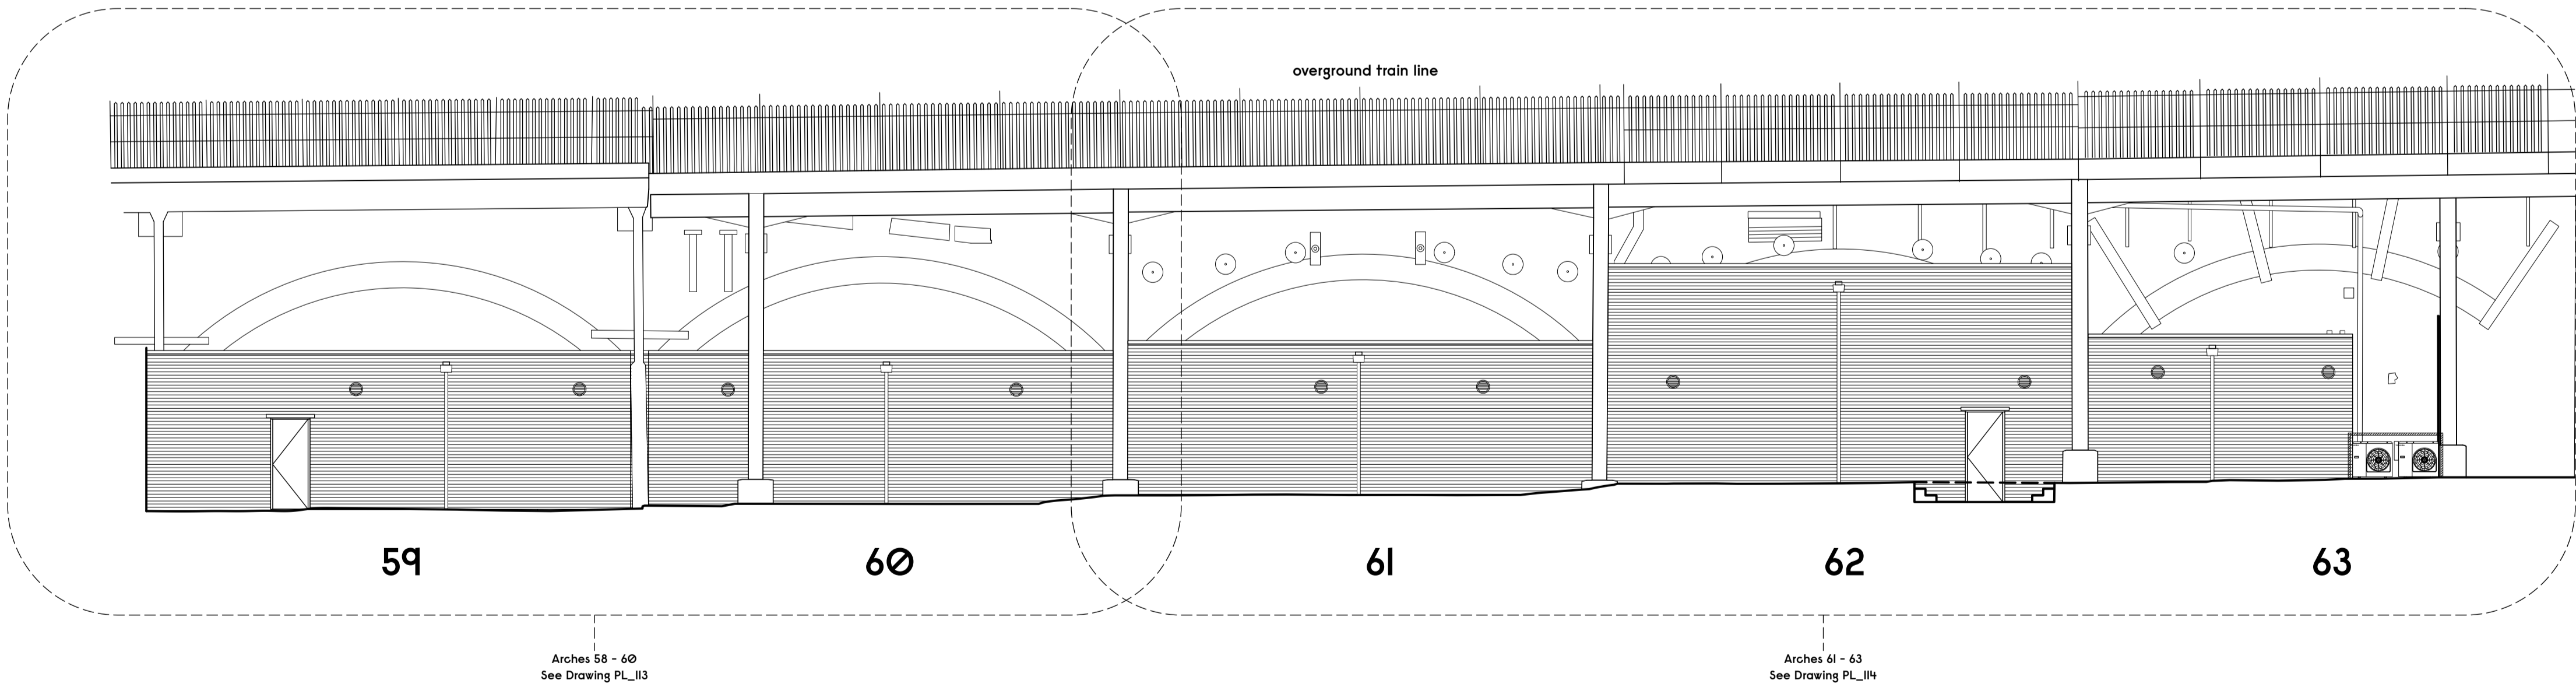 overground train line
59
60
61
62
63
Arches 58 - 60
See Drawing PL_113
Arches 61 - 63
See Drawing PL_114